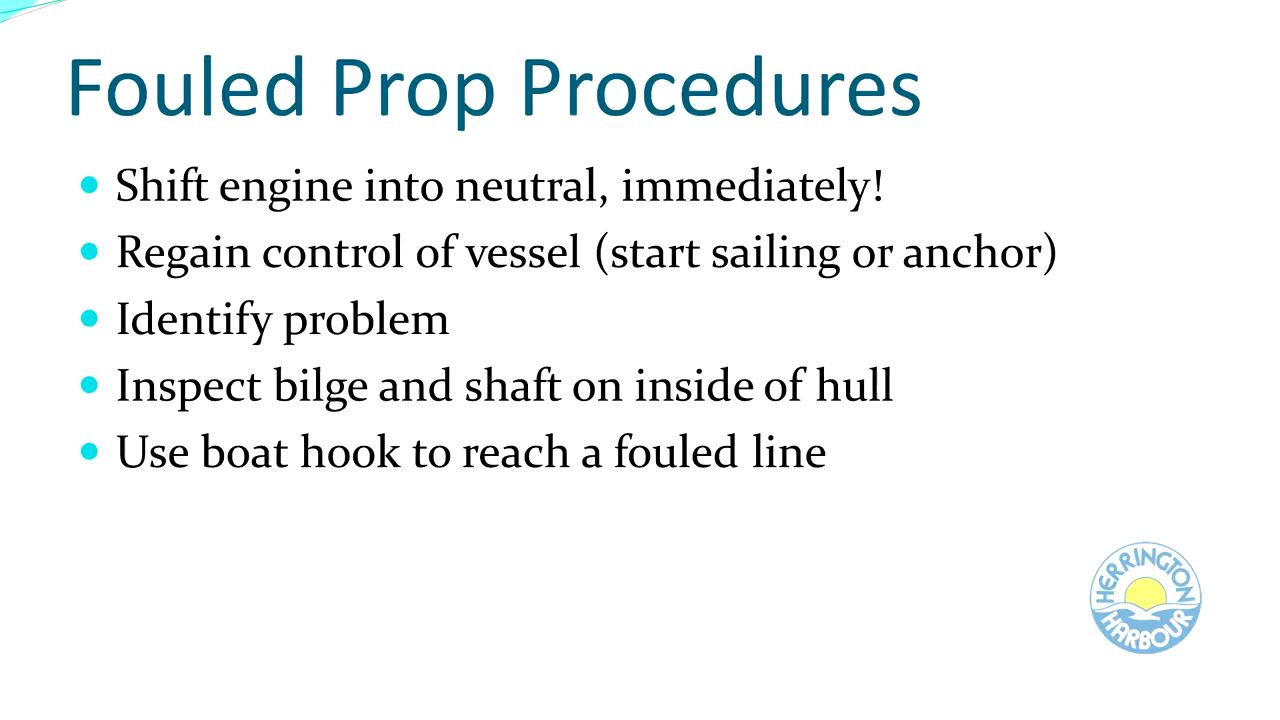 Fouled Prop Procedures
• Shift engine into neutral, immediately!
• Regain control of vessel (start sailing or anchor)
• Identify problem
• Inspect bilge and shaft on inside of hull
• Use boat hook to reach a fouled line
HERRINGTON
HARBOUR